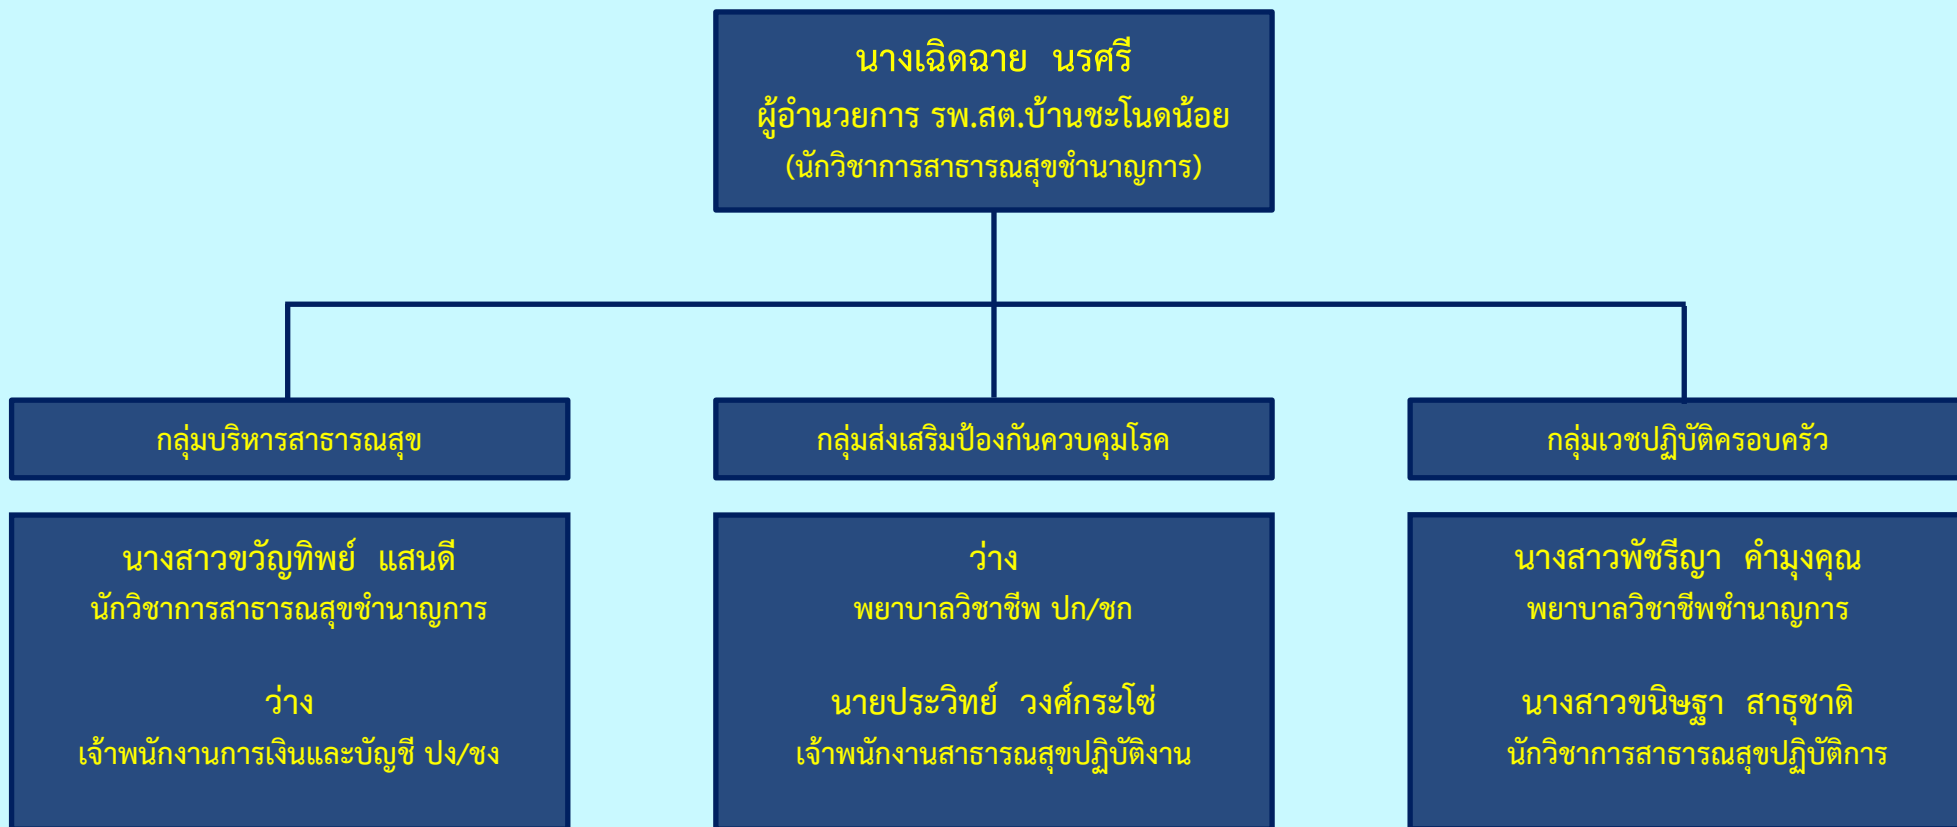 นางเฉิดฉาย นรศรี
ผู้อำนวยการ รพ.สต.บ้านชะโนดน้อย
(นักวิชาการสาธารณสุขชำนาญการ)
กลุ่มบริหารสาธารณสุข
นางสาวขวัญทิพย์ แสนดี
นักวิชาการสาธารณสุขชำนาญการ
ว่าง
เจ้าพนักงานการเงินและบัญชี ปง/ชง
กลุ่มส่งเสริมป้องกันควบคุมโรค
ว่าง
พยาบาลวิชาชีพ ปก/ชก
นายประวิทย์ วงศ์กระโซ่
เจ้าพนักงานสาธารณสุขปฏิบัติงาน
กลุ่มเวชปฏิบัติครอบครัว
นางสาวพัชรีญา คำมุงคุณ
พยาบาลวิชาชีพชำนาญการ
นางสาวขนิษฐา สาธุชาติ
นักวิชาการสาธารณสุขปฏิบัติการ